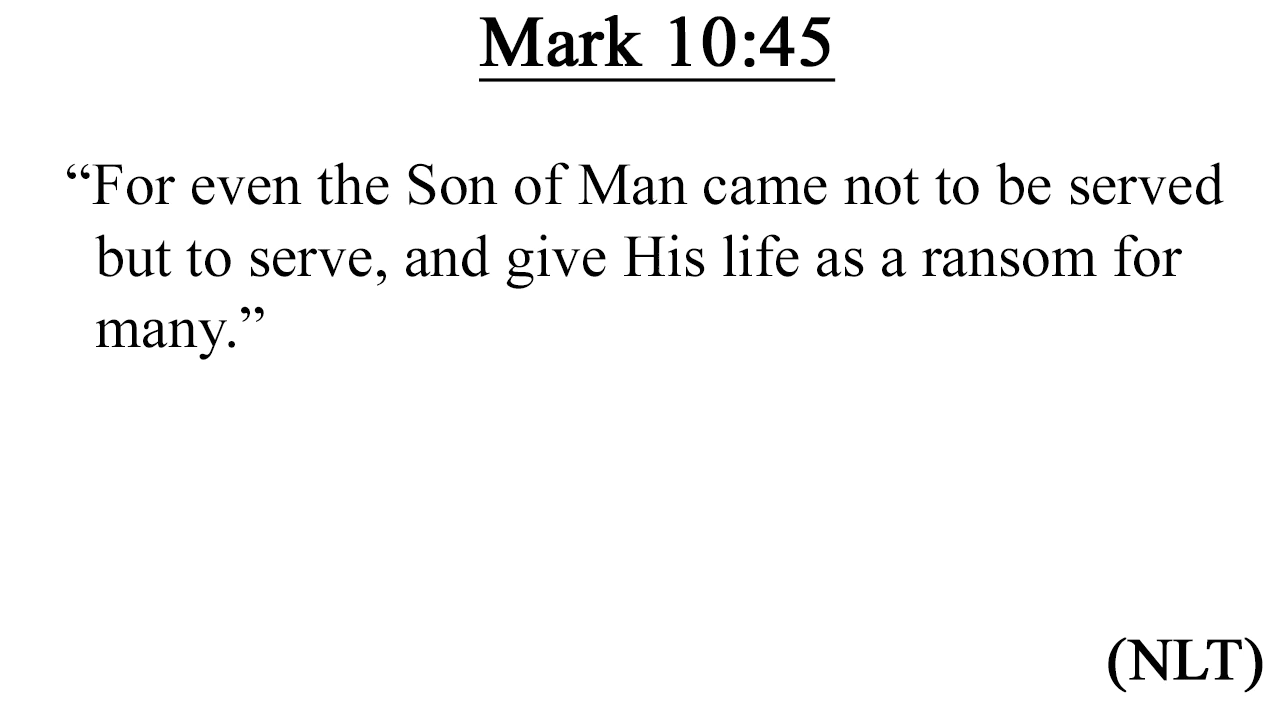 Mark 10:45
“For even the Son of Man came not to be served
but to serve, and give His life as a ransom for
many.”
(NLT)